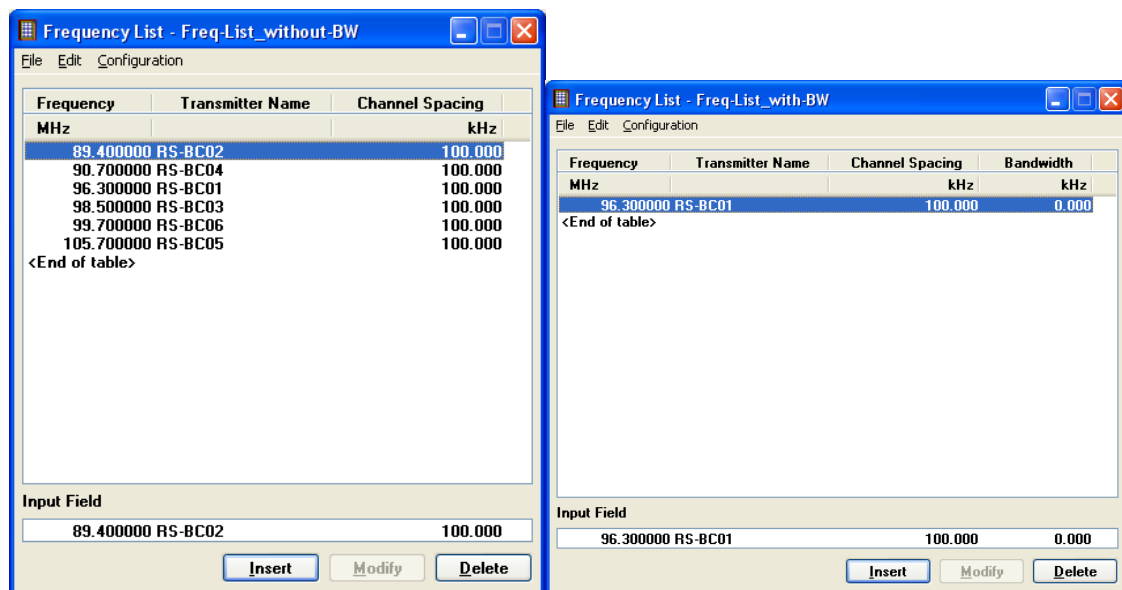 Frequency List - Freq-List_without-BW
File Edit Configuration
Frequency Transmitter Name Channel Spacing
MHz kHz
89.400000 RS-BC02 100.000
90.700000 RS-BC04 100.000
96.300000 RS-BC01 100.000
98.500000 RS-BC03 100.000
99.700000 RS-BC06 100.000
105.700000 RS-BC05 100.000
<End of table>
Input Field
89.400000 RS-BC02 100.000
Insert Modify Delete
Frequency List - Freq-List_with-BW
File Edit Configuration
Frequency Transmitter Name Channel Spacing Bandwidth
MHz kHz kHz
96.300000 RS-BC01 100.000 0.000
<End of table>
Input Field
96.300000 RS-BC01 100.000 0.000
Insert Modify Delete